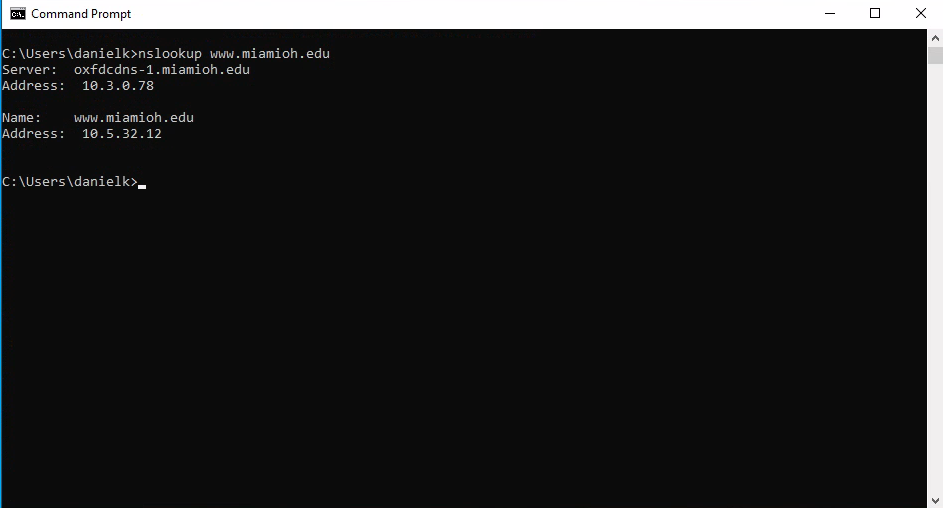 Command Prompt
C:\Users\danielk>nslookup www.miamioh.edu
Server:  oxfdcdns-1.miamioh.edu
Address:  10.3.0.78
Name:    www.miamioh.edu
Address:  10.5.32.12
C:\Users\danielk>